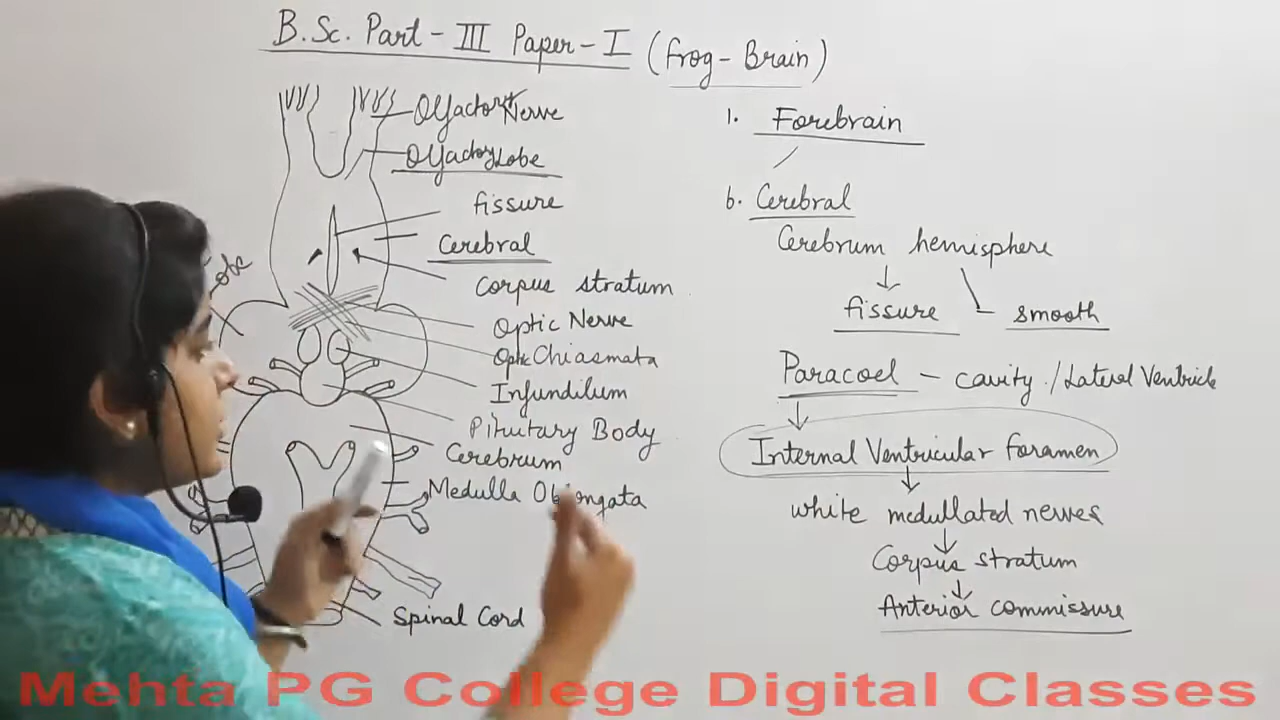 B.Sc. Part - III Paper - I (Frog - Brain)
Olfactory Nerve
Olfactory Lobe
fissure
Cerebral
Corpus stratum
Optic Nerve
Optic Chiasmata
Infundilum
Pituitary Body
Cerebrum
Medulla Oblongata
Spinal Cord
1. Forebrain
b. Cerebral
Cerebrum hemisphere
fissure - smooth
Paracoel - cavity / Lateral Ventricle
Internal Ventricular foramen
white medullated nerves
Corpus stratum
Anterior commissure
Mehta PG College Digital Classes